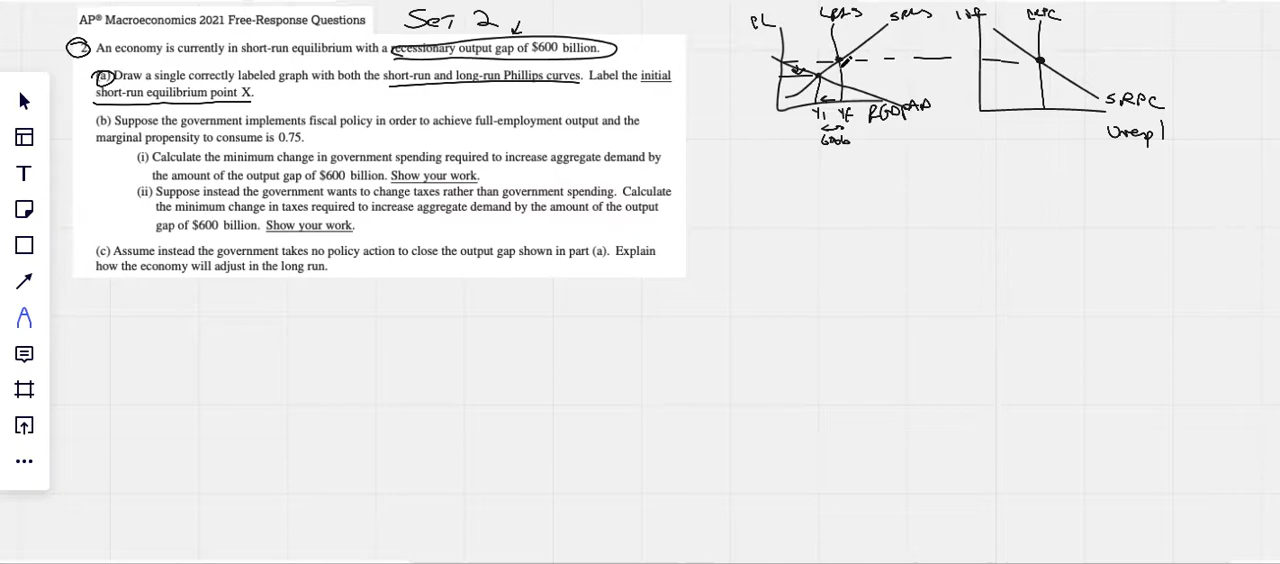 AP® Macroeconomics 2021 Free-Response Questions
SET 2
2. An economy is currently in short-run equilibrium with a recessionary output gap of $600 billion.
(a) Draw a single correctly labeled graph with both the short-run and long-run Phillips curves. Label the initial
short-run equilibrium point X.
(b) Suppose the government implements fiscal policy in order to achieve full-employment output and the
marginal propensity to consume is 0.75.
(i) Calculate the minimum change in government spending required to increase aggregate demand by
the amount of the output gap of $600 billion. Show your work.
(ii) Suppose instead the government wants to change taxes rather than government spending. Calculate
the minimum change in taxes required to increase aggregate demand by the amount of the output
gap of $600 billion. Show your work.
(c) Assume instead the government takes no policy action to close the output gap shown in part (a). Explain
how the economy will adjust in the long run.
PL
LRAS
SRAS
Y1 Yf RGDP AD
600b
Inf
LRPC
SRPC
Unempl
T